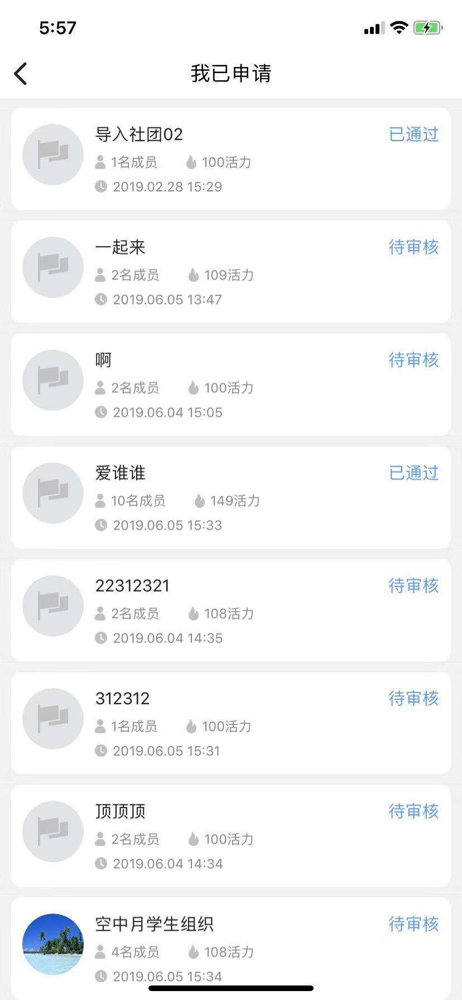 5:57
我已申请
导入社团02 已通过
1名成员 100活力
2019.02.28 15:29
一起来 待审核
2名成员 109活力
2019.06.05 13:47
啊 待审核
2名成员 100活力
2019.06.04 15:05
爱谁谁 已通过
10名成员 149活力
2019.06.05 15:33
22312321 待审核
2名成员 108活力
2019.06.04 14:35
312312 待审核
1名成员 100活力
2019.06.05 15:31
顶顶顶 待审核
2名成员 100活力
2019.06.04 14:34
空中月学生组织 待审核
4名成员 108活力
2019.06.05 15:34